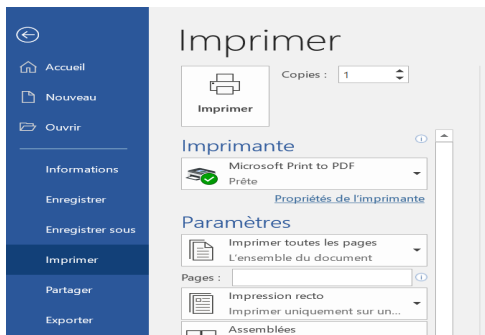 Imprimer
Accueil
Nouveau
Ouvrir
Informations
Enregistrer
Enregistrer sous
Imprimer
Partager
Exporter
Imprimer
Copies : 1
Imprimante
Microsoft Print to PDF
Prête
Propriétés de l'imprimante
Paramètres
Imprimer toutes les pages
L'ensemble du document
Pages :
Impression recto
Imprimer uniquement sur un...
Assemblées